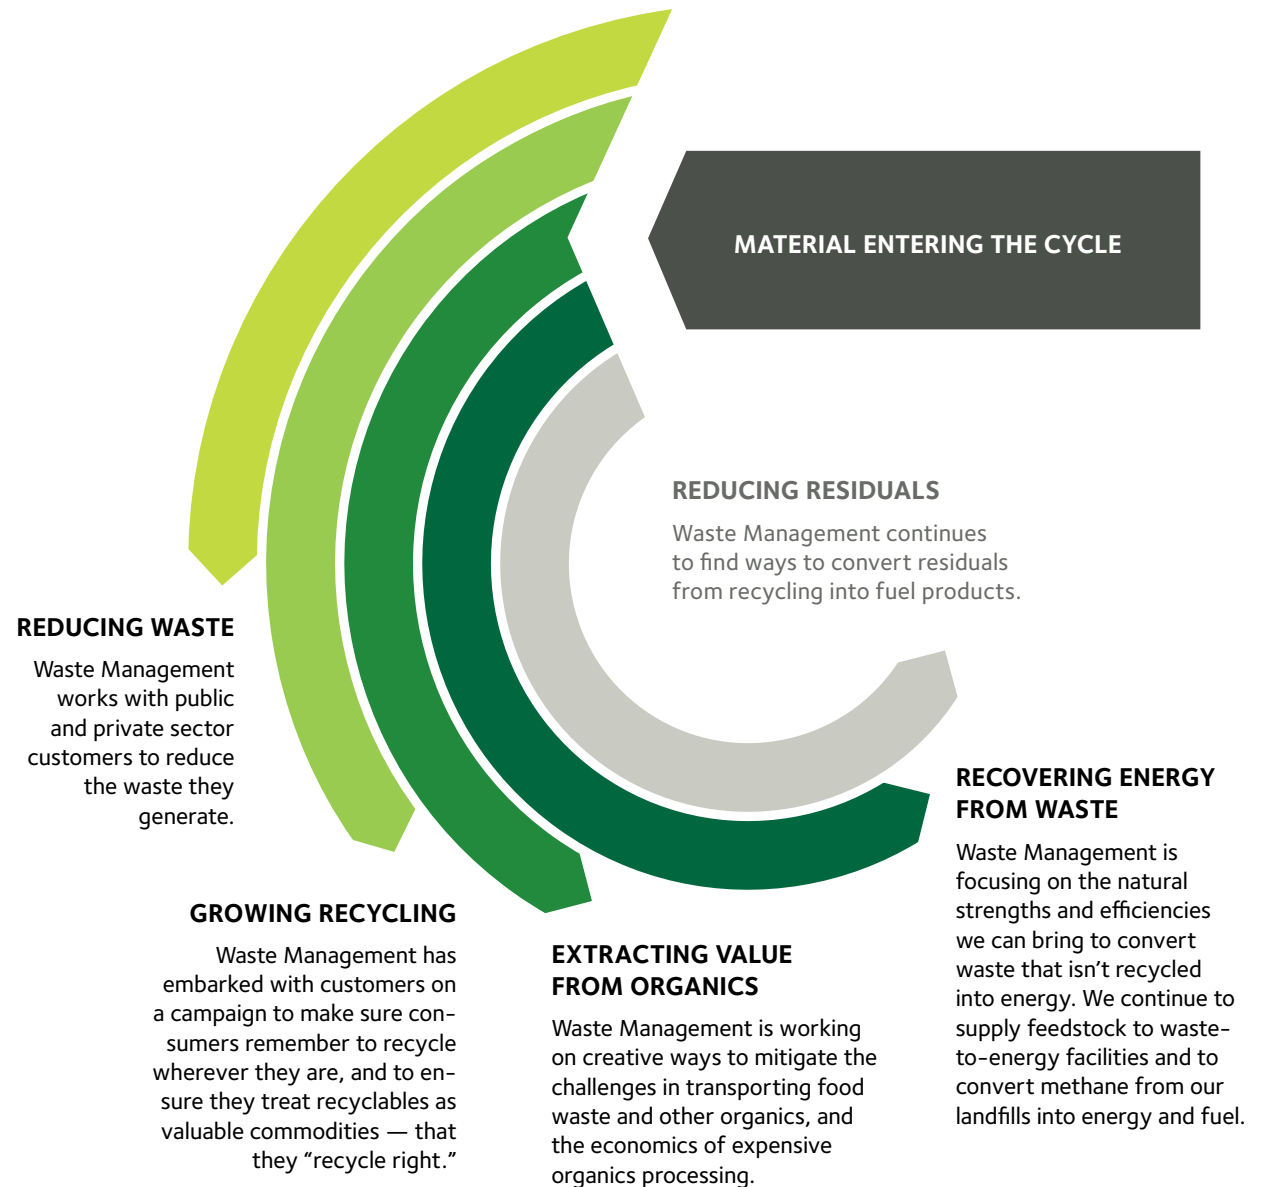 MATERIAL ENTERING THE CYCLE
REDUCING RESIDUALS
Waste Management continues
to find ways to convert residuals
from recycling into fuel products.
REDUCING WASTE
Waste Management
works with public
and private sector
customers to reduce
the waste they
generate.
GROWING RECYCLING
Waste Management has
embarked with customers on
a campaign to make sure con-
sumers remember to recycle
wherever they are, and to en-
sure they treat recyclables as
valuable commodities — that
they “recycle right.”
EXTRACTING VALUE
FROM ORGANICS
Waste Management is working
on creative ways to mitigate the
challenges in transporting food
waste and other organics, and
the economics of expensive
organics processing.
RECOVERING ENERGY
FROM WASTE
Waste Management is
focusing on the natural
strengths and efficiencies
we can bring to convert
waste that isn’t recycled
into energy. We continue to
supply feedstock to waste-
to-energy facilities and to
convert methane from our
landfills into energy and fuel.